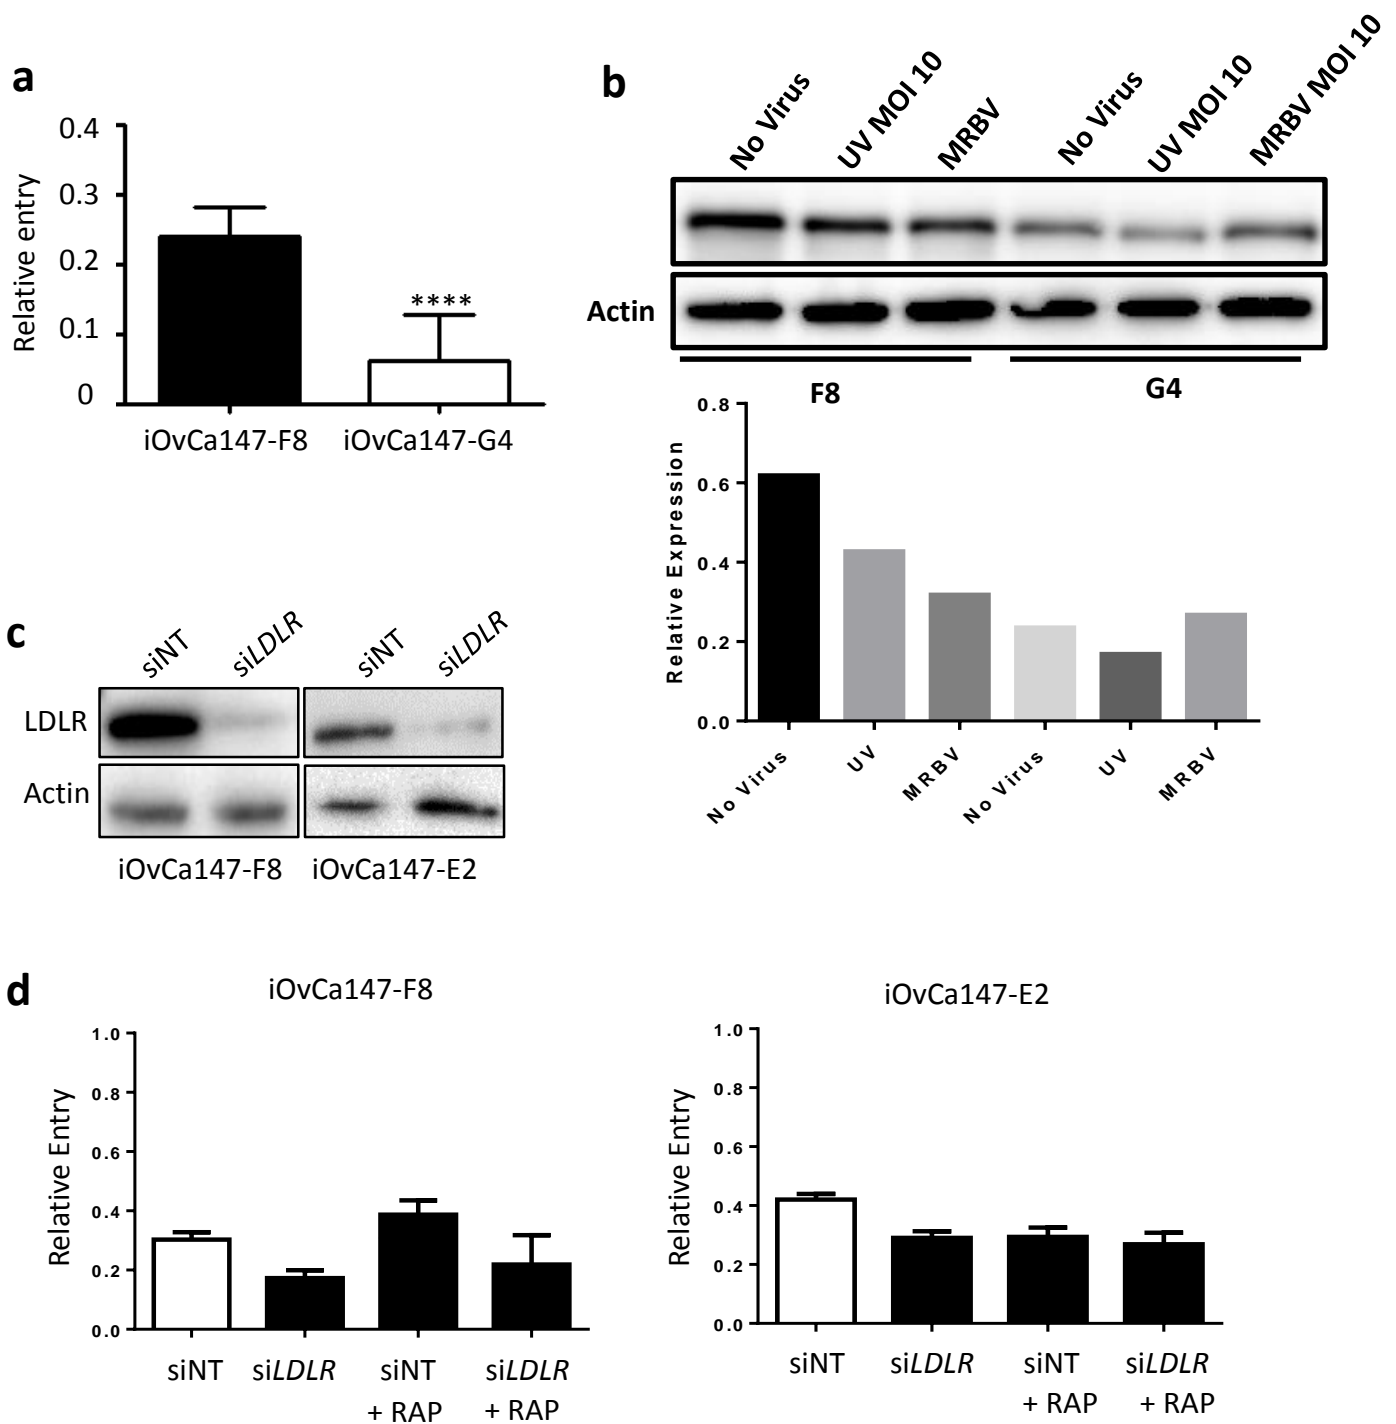 a
0.4
0.3
0.2
0.1
0
Relative entry
****
iOvCa147-F8 iOvCa147-G4
b
No Virus UV MOI 10 MRBV No Virus UV MOI 10 MRBV MOI 10
Actin
F8 G4
0.8
0.6
0.4
0.2
0.0
Relative Expression
No Virus UV MRBV No Virus UV MRBV
c
siNT siLDLR siNT siLDLR
LDLR
Actin
iOvCa147-F8 iOvCa147-E2
d
iOvCa147-F8
1.0
0.8
0.6
0.4
0.2
0.0
Relative Entry
siNT siLDLR siNT siLDLR
+ RAP + RAP
iOvCa147-E2
1.0
0.8
0.6
0.4
0.2
0.0
Relative Entry
siNT siLDLR siNT siLDLR
+ RAP + RAP